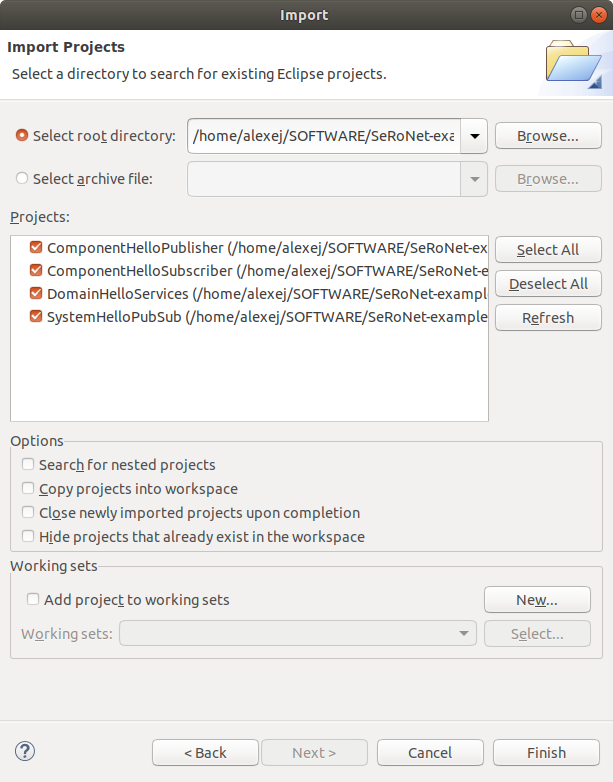 Import
Import Projects
Select a directory to search for existing Eclipse projects.
Select root directory: /home/alexej/SOFTWARE/SeRoNet-exa Browse...
Select archive file: Browse...
Projects:
ComponentHelloPublisher (/home/alexej/SOFTWARE/SeRoNet-ex Select All
ComponentHelloSubscriber (/home/alexej/SOFTWARE/SeRoNet-e
DomainHelloServices (/home/alexej/SOFTWARE/SeRoNet-exampl Deselect All
SystemHelloPubSub (/home/alexej/SOFTWARE/SeRoNet-example Refresh
Options
Search for nested projects
Copy projects into workspace
Close newly imported projects upon completion
Hide projects that already exist in the workspace
Working sets
Add project to working sets New...
Working sets: Select...
? < Back Next > Cancel Finish